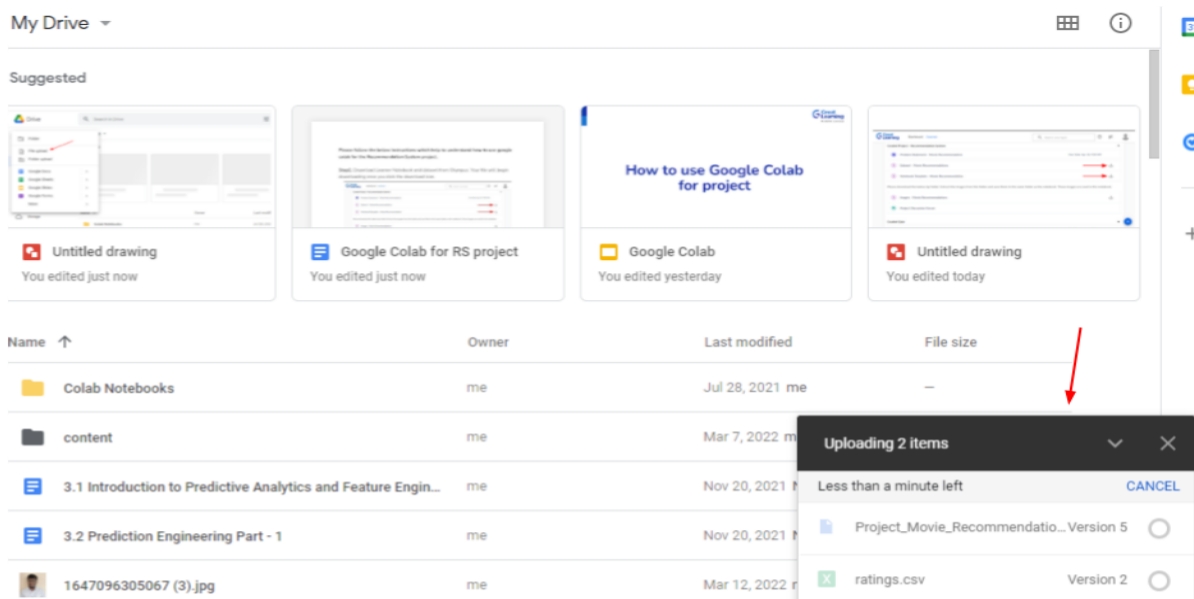 My Drive
Suggested
Drive
How to use Google Colab
for project
Untitled drawing
You edited just now
Google Colab for RS project
You edited just now
Google Colab
You edited yesterday
Untitled drawing
You edited today
Name
Owner
Last modified
File size
Colab Notebooks
me
Jul 28, 2021 me
—
content
me
Mar 7, 2022 m
3.1 Introduction to Predictive Analytics and Feature Engin...
me
Nov 20, 2021
3.2 Prediction Engineering Part - 1
me
Nov 20, 2021
1647096305067 (3).jpg
me
Mar 12, 2022
Uploading 2 items
Less than a minute left
CANCEL
Project_Movie_Recommendatio... Version 5
ratings.csv
Version 2